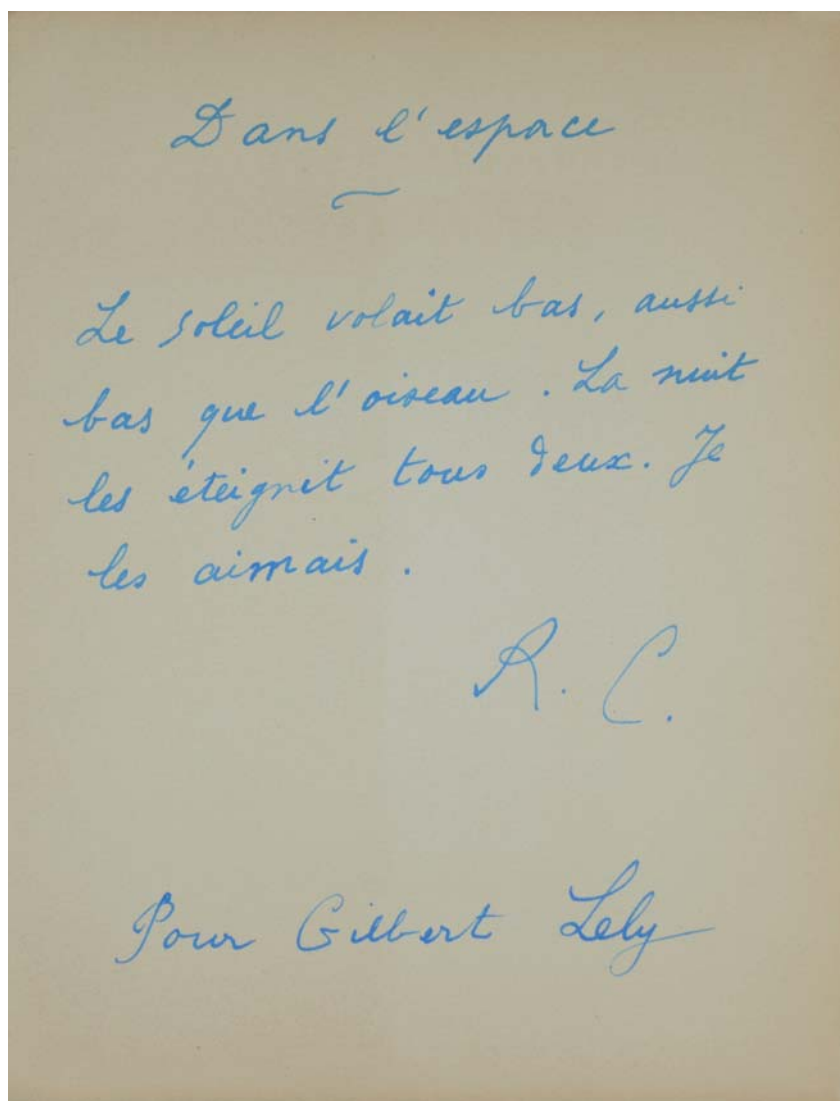 Dans l'espace
Le soleil volait bas, aussi
bas que l'oiseau. La nuit
les éteignit tous deux. Je
les aimais.
R. C.
Pour Gilbert Lely